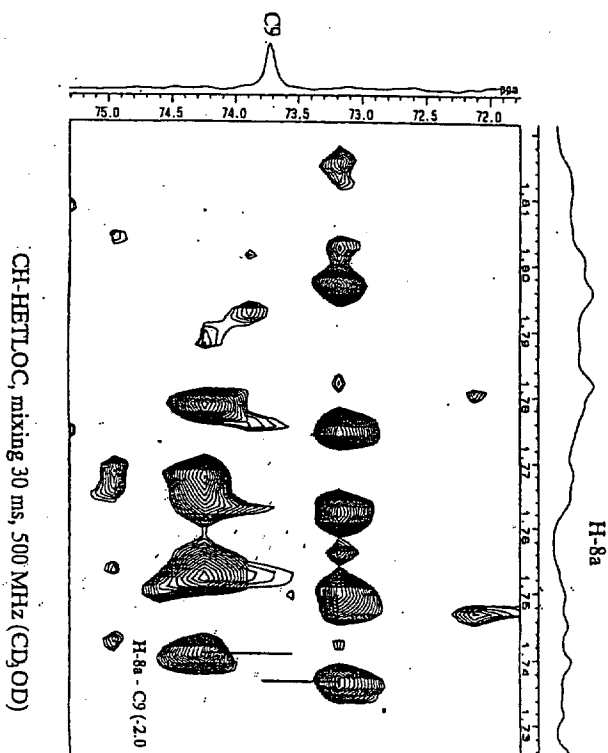 C9
ppm
75.0 74.5 74.0 73.5 73.0 72.5 72.0
H-8a
1.81 1.80 1.79 1.78 1.77 1.76 1.75 1.74 1.73
H-8a - C9 (-2.0
CH-HETLOC, mixing 30 ms, 500 MHz (CD3OD)